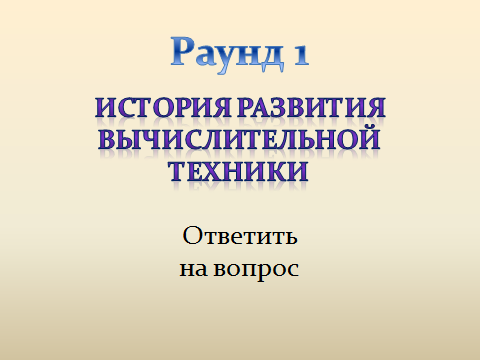 Раунд 1
ИСТОРИЯ РАЗВИТИЯ
ВЫЧИСЛИТЕЛЬНОЙ
ТЕХНИКИ
Ответить
на вопрос